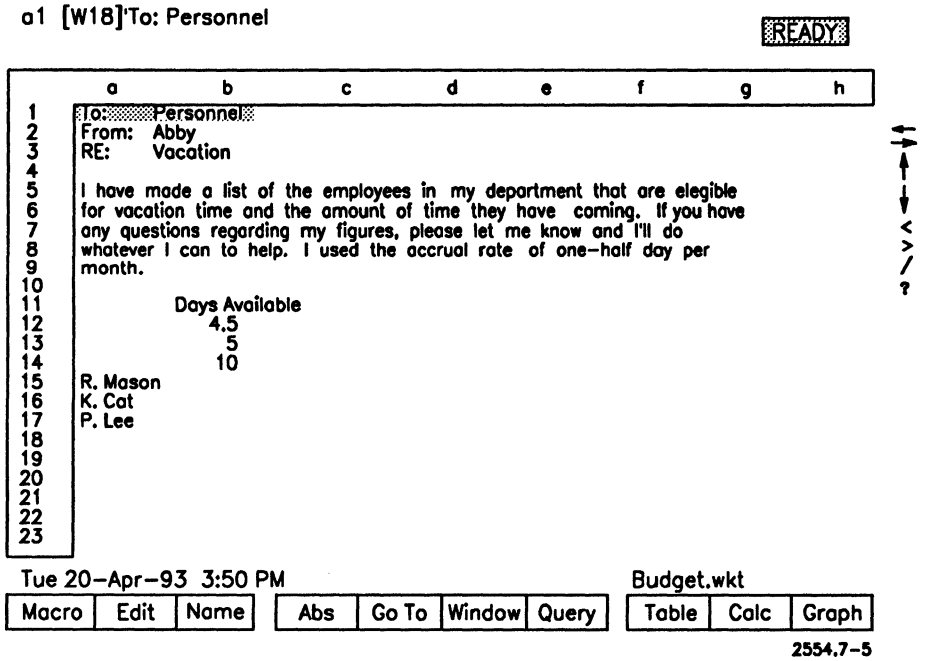 a1 [W18]'To: Personnel
READY
a b c d e f g h
1 To: Personnel
2 From: Abby
3 RE: Vacation
4
5 I have made a list of the employees in my department that are elegible
6 for vacation time and the amount of time they have coming. If you have
7 any questions regarding my figures, please let me know and I'll do
8 whatever I can to help. I used the accrual rate of one-half day per
9 month.
10
11 Days Available
12 4.5
13 5
14 10
15 R. Mason
16 K. Cat
17 P. Lee
18
19
20
21
22
23
←
→
↑
↓
<
>
/
?
Tue 20-Apr-93 3:50 PM Budget.wkt
Macro Edit Name Abs Go To Window Query Table Calc Graph
2554,7-5